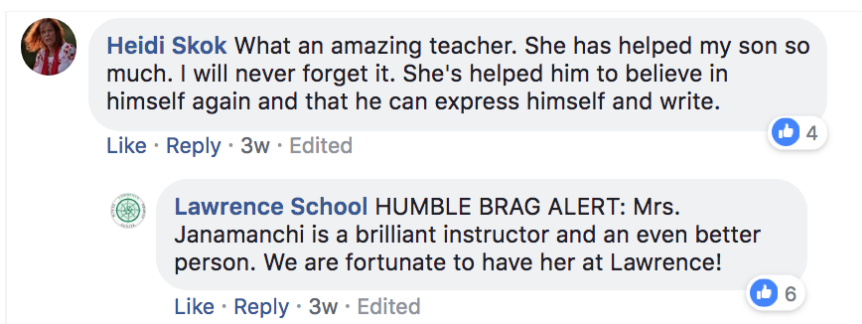 Heidi Skok What an amazing teacher. She has helped my son so
much. I will never forget it. She's helped him to believe in
himself again and that he can express himself and write.
4
Like · Reply · 3w · Edited
Lawrence School HUMBLE BRAG ALERT: Mrs.
Janamanchi is a brilliant instructor and an even better
person. We are fortunate to have her at Lawrence!
6
Like · Reply · 3w · Edited